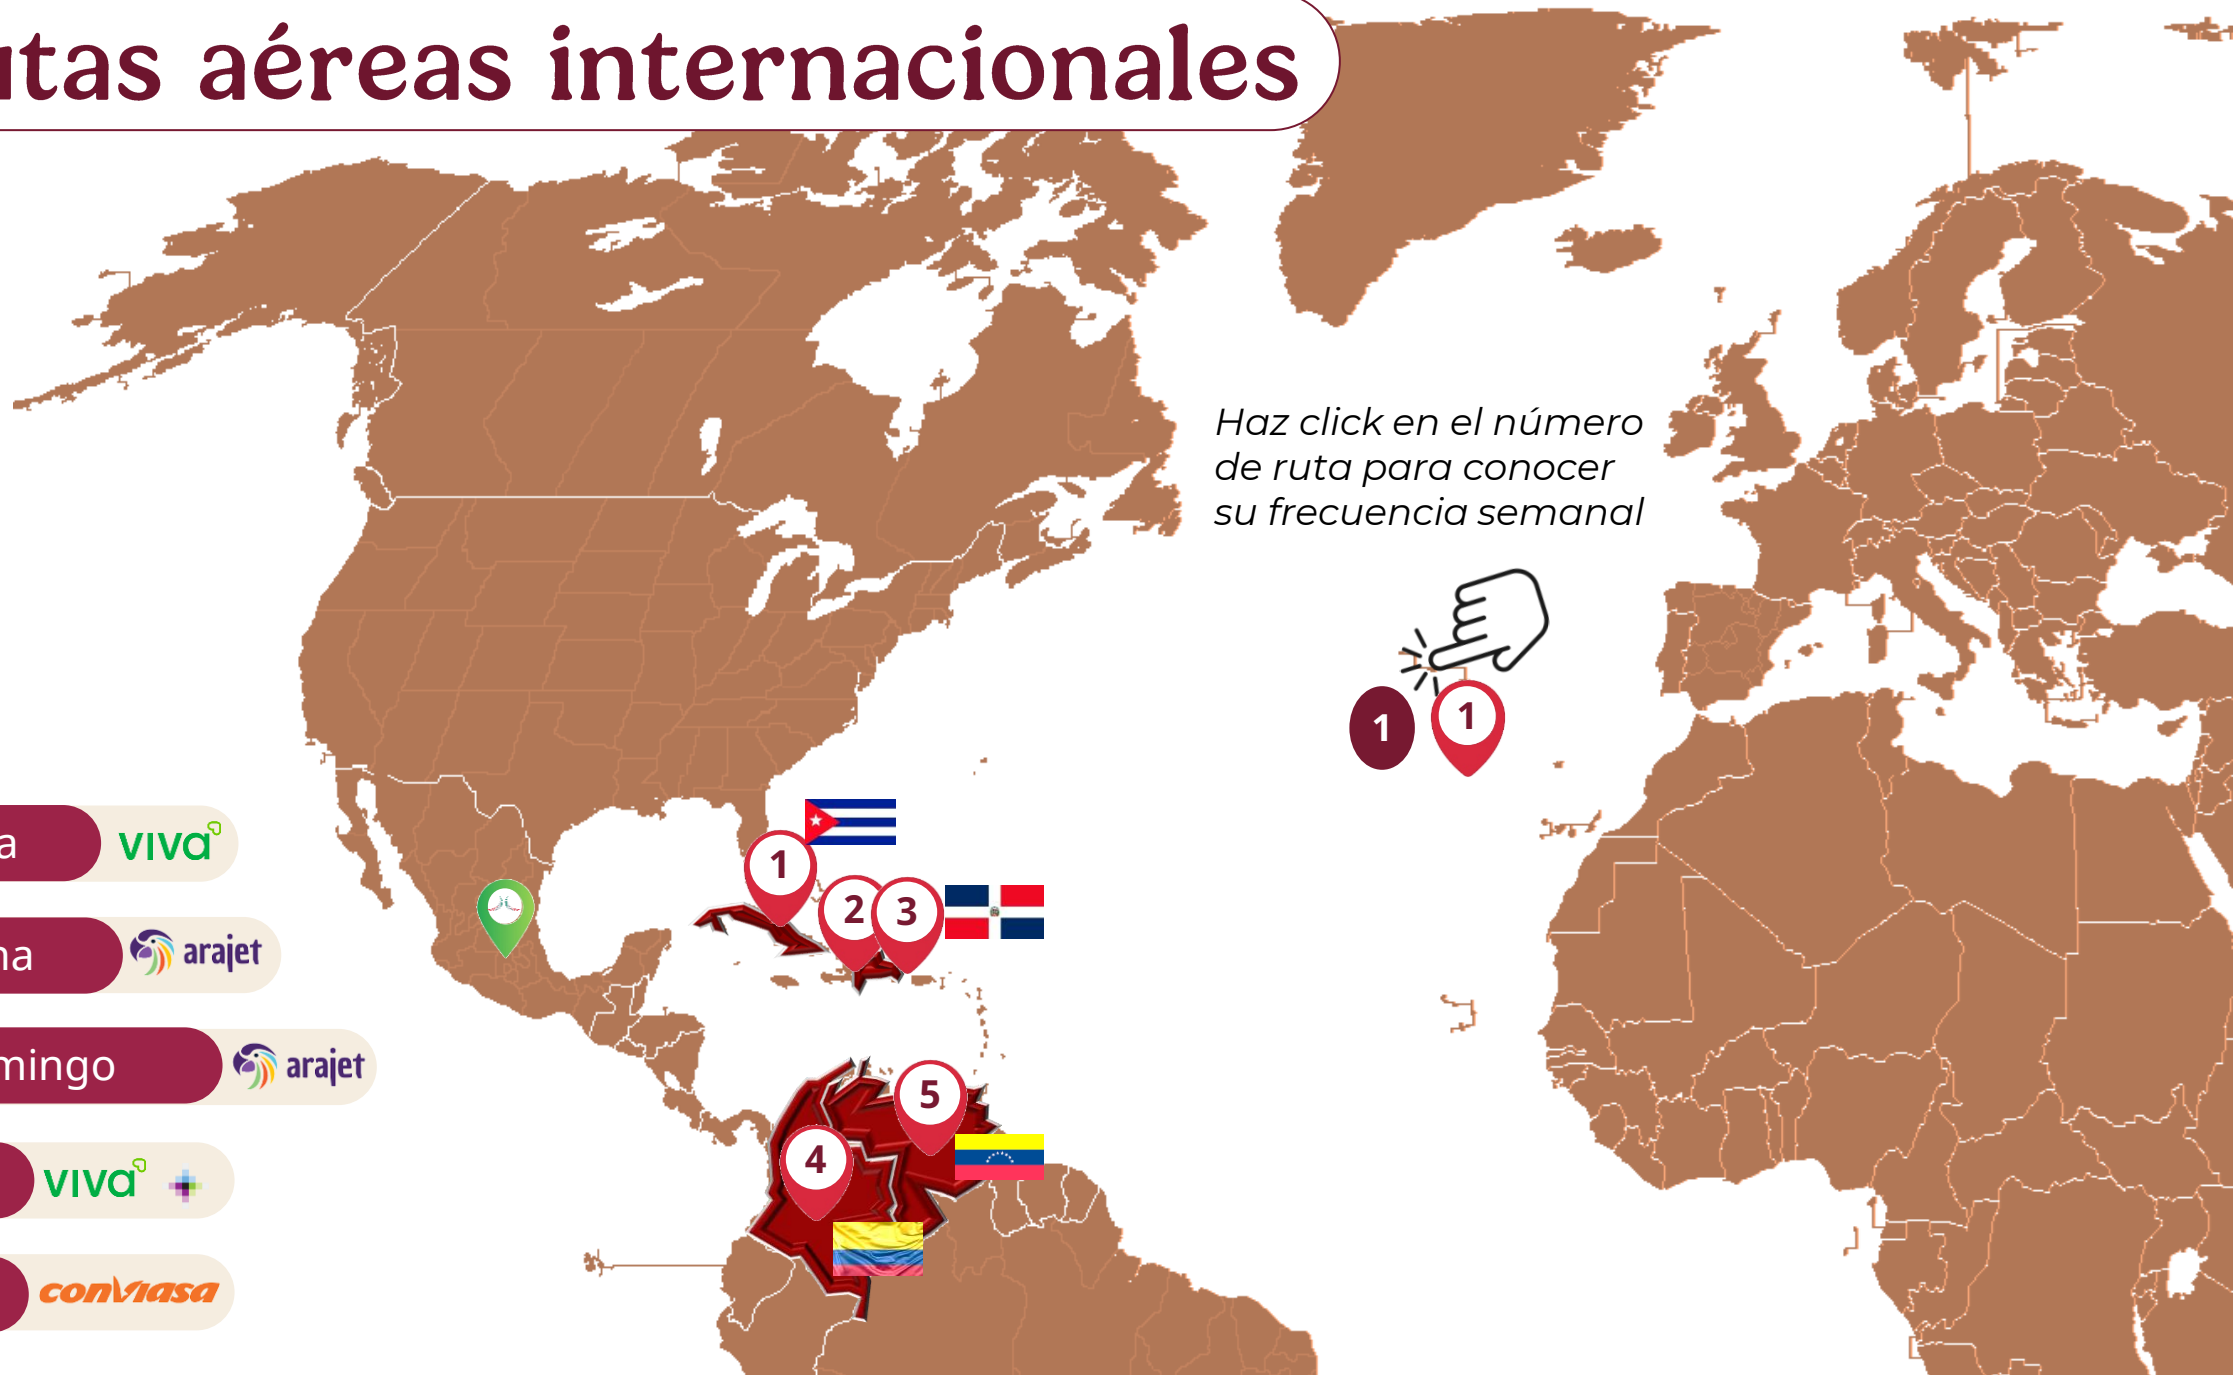 utas aéreas internacionales
Haz click en el número
de ruta para conocer
su frecuencia semanal
1
1
1
2
3
5
4
a
viva
na
arajet
mingo
arajet
viva
conviasa